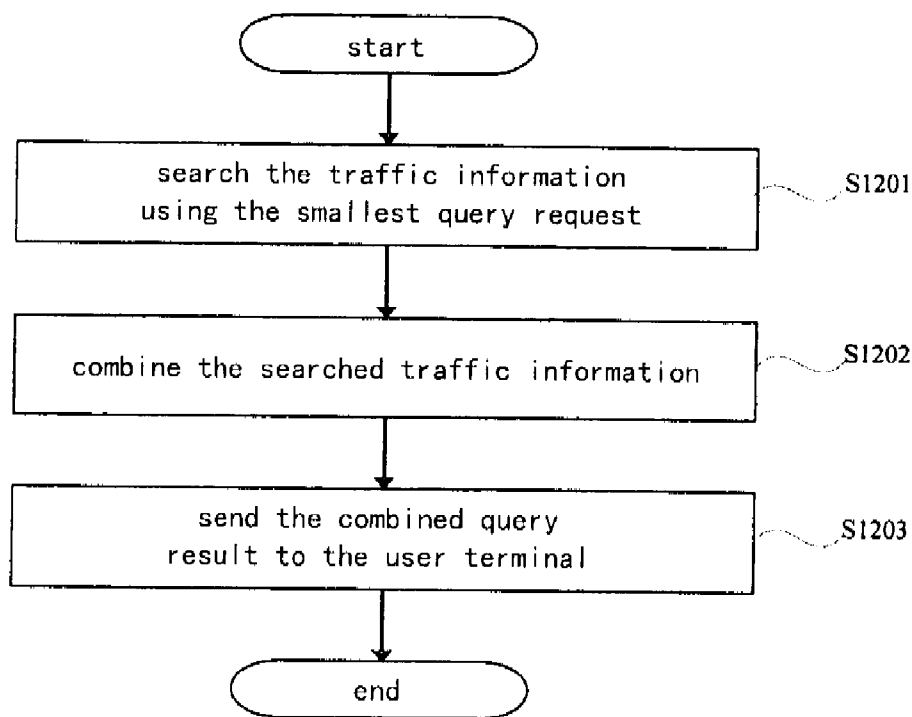 start
search the traffic information
using the smallest query request
S1201
combine the searched traffic information
S1202
send the combined query
result to the user terminal
S1203
end